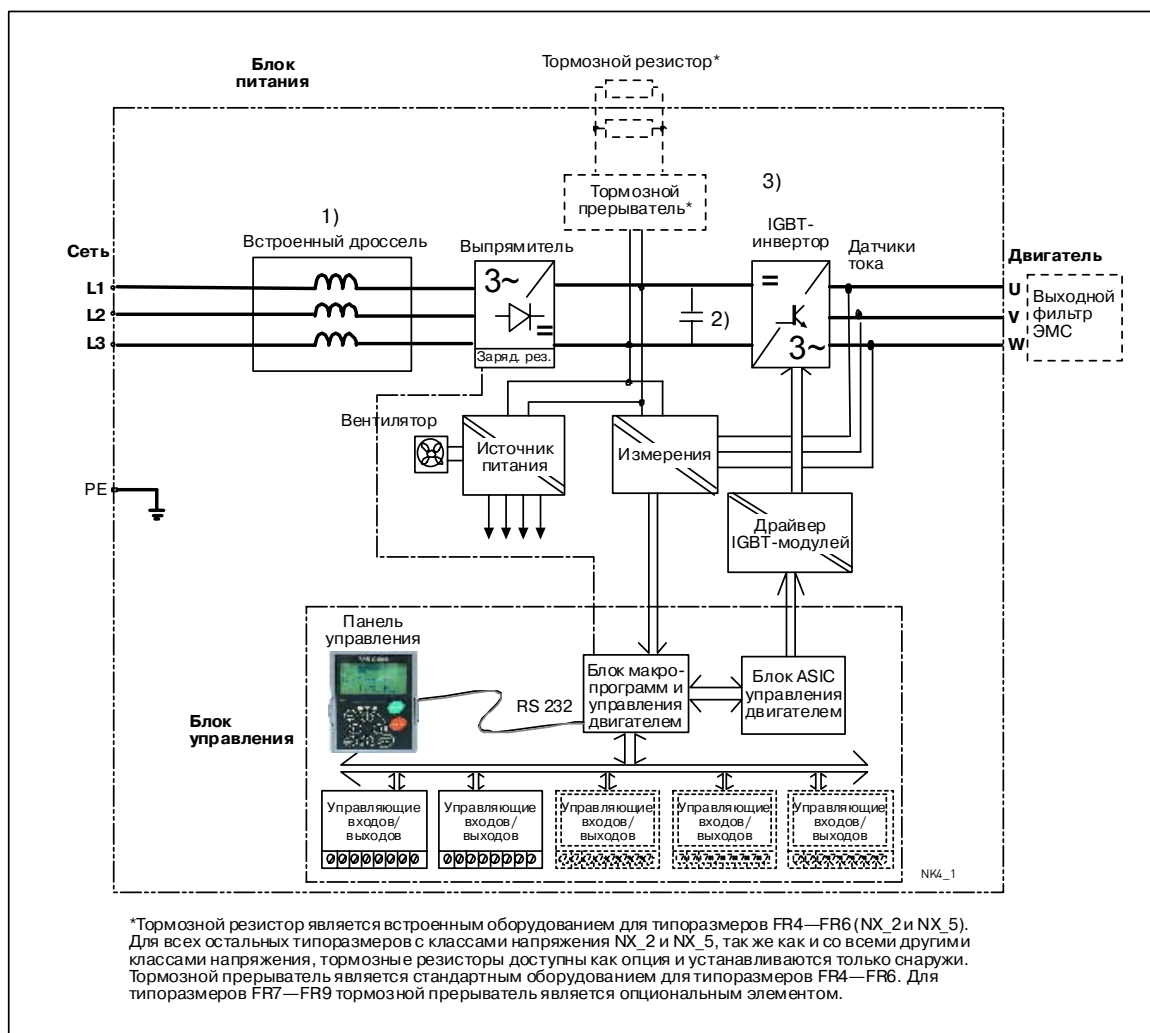 Блок
питания
Тормозной резистор*
Тормозной
прерыватель*
1)
Встроенный дроссель
Выпрямитель
3)
IGBT-
инвертор
Датчики
тока
Сеть
L1
L2
L3
3~
=
Заряд. рез.
2)
=
3~
Двигатель
U
V
W
Выходной
фильтр
ЭМС
Вентилятор
Источник
питания
Измерения
PE
Драйвер
IGBT-модулей
Панель
управления
RS 232
Блок макро-
программ и
управления
двигателем
Блок ASIC
управления
двигателем
Блок
управления
Управляющие
входов/
выходов
Управляющие
входов/
выходов
Управляющие
входов/
выходов
Управляющие
входов/
выходов
Управляющие
входов/
выходов
NK4_1
*Тормозной резистор является встроенным оборудованием для типоразмеров FR4—FR6 (NX_2 и NX_5).
Для всех остальных типоразмеров с классами напряжения NX_2 и NX_5, так же как и со всеми другими
классами напряжения, тормозные резисторы доступны как опция и устанавливаются только снаружи.
Тормозной прерыватель является стандартным оборудованием для типоразмеров FR4—FR6. Для
типоразмеров FR7—FR9 тормозной прерыватель является опциональным элементом.